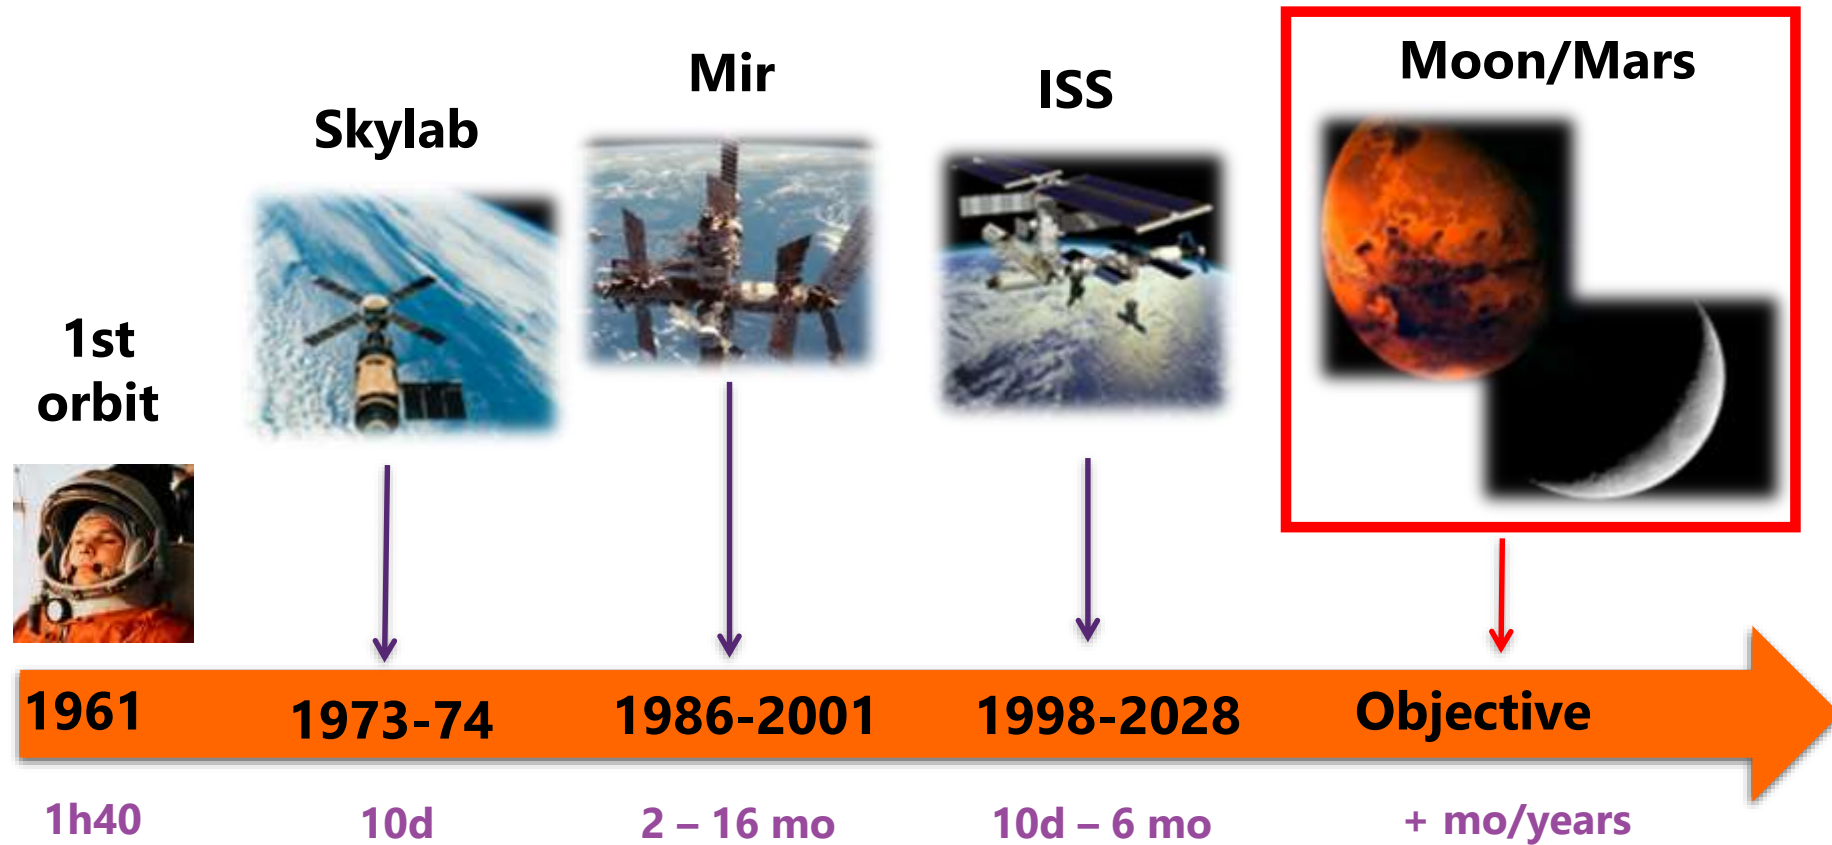 1st
orbit
Skylab
Mir
ISS
Moon/Mars
1961
1973-74
1986-2001
1998-2028
Objective
1h40
10d
2 – 16 mo
10d – 6 mo
+ mo/years